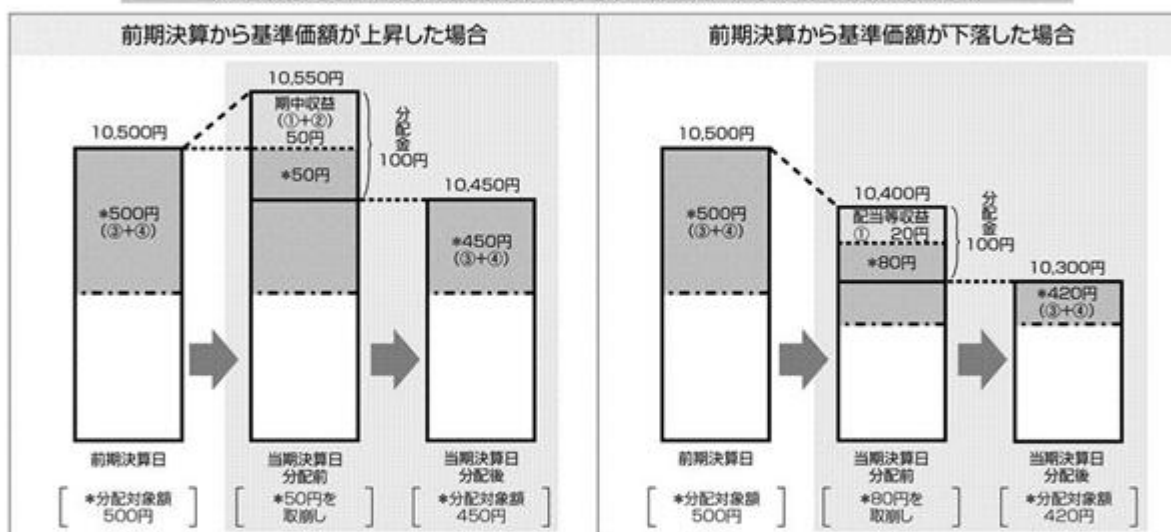 前期決算から基準価額が上昇した場合
10,500円
*500円
(③+④)
10,550円
期中収益
(①+②)
50円
*50円
分配金
100円
10,450円
*450円
(③+④)
前期決算日
当期決算日
分配前
当期決算日
分配後
*分配対象額
500円
*50円を
取崩し
*分配対象額
450円
前期決算から基準価額が下落した場合
10,500円
*500円
(③+④)
10,400円
配当等収益
① 20円
*80円
分配金
100円
10,300円
*420円
(③+④)
前期決算日
当期決算日
分配前
当期決算日
分配後
*分配対象額
500円
*80円を
取崩し
*分配対象額
420円